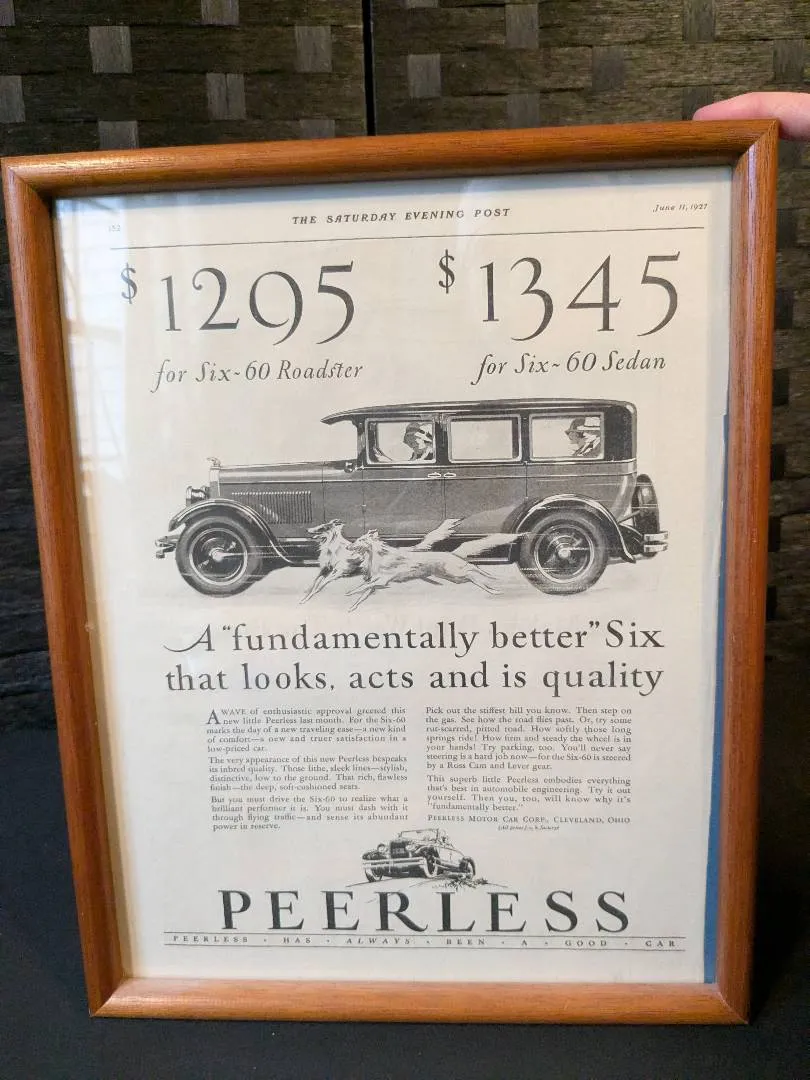 152
THE SATURDAY EVENING POST
June 11, 1927
$1295
$1345
for Six-60 Roadster
for Six-60 Sedan
A "fundamentally better" Six
that looks, acts and is quality
A WAVE of enthusiastic approval greeted this
new little Peerless last month. For the Six-60
marks the day of a new traveling ease—a new kind
of comfort—a new and truer satisfaction in a
low-priced car.
The very appearance of this new Peerless bespeaks
its inbred quality. Those lithe, sleek lines—stylish,
distinctive, low to the ground. That rich, flawless
finish—the deep, soft-cushioned seats.
But you must drive the Six-60 to realize what a
brilliant performer it is. You must dash with it
through flying traffic—and sense its abundant
power in reserve.
Pick out the stiffest hill you know. Then step on
the gas. See how the road flies past. Or, try some
rut-scarred, pitted road. How softly those long
springs ride! How firm and steady the wheel is in
your hands! Try parking, too. You'll never say
steering is a hard job now—for the Six-60 is steered
by a Ross Cam and Lever gear.
This superb little Peerless embodies everything
that's best in automobile engineering. Try it out
yourself. Then you, too, will know why it's
"fundamentally better."
PEERLESS MOTOR CAR CORP., CLEVELAND, OHIO
(All prices f. o. b. factory)
PEERLESS
PEERLESS · HAS · ALWAYS · BEEN · A · GOOD · CAR